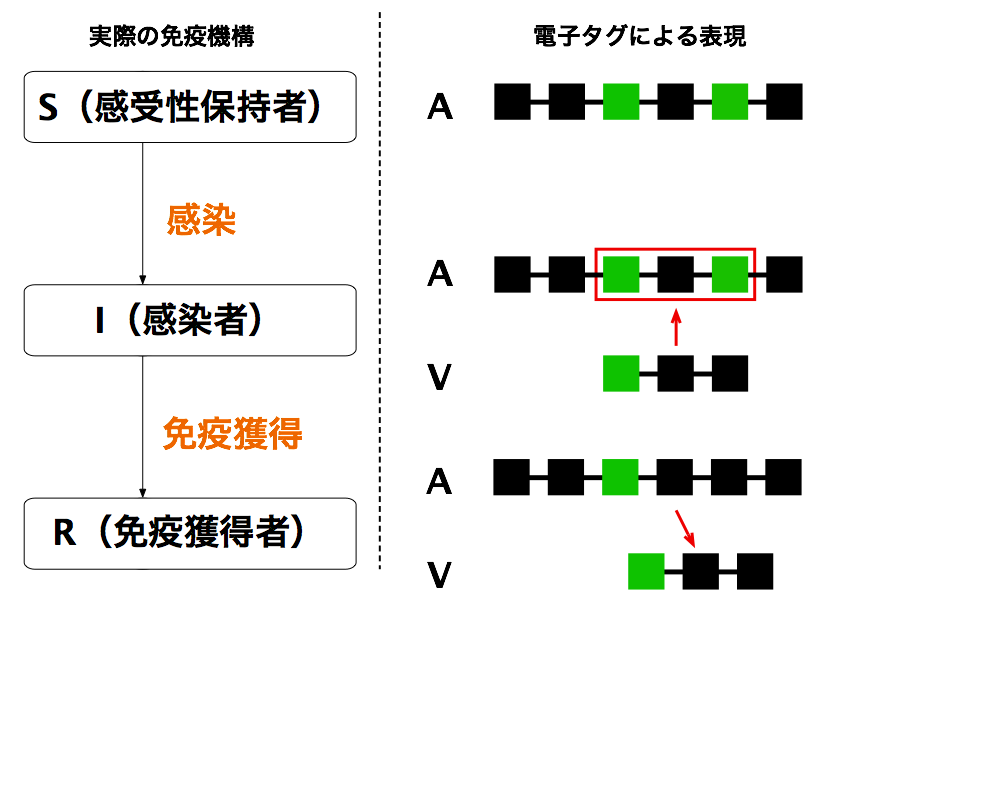 実際の免疫機構
電子タグによる表現
S（感受性保持者）
A
感染
A
I（感染者）
V
免疫獲得
A
R（免疫獲得者）
V